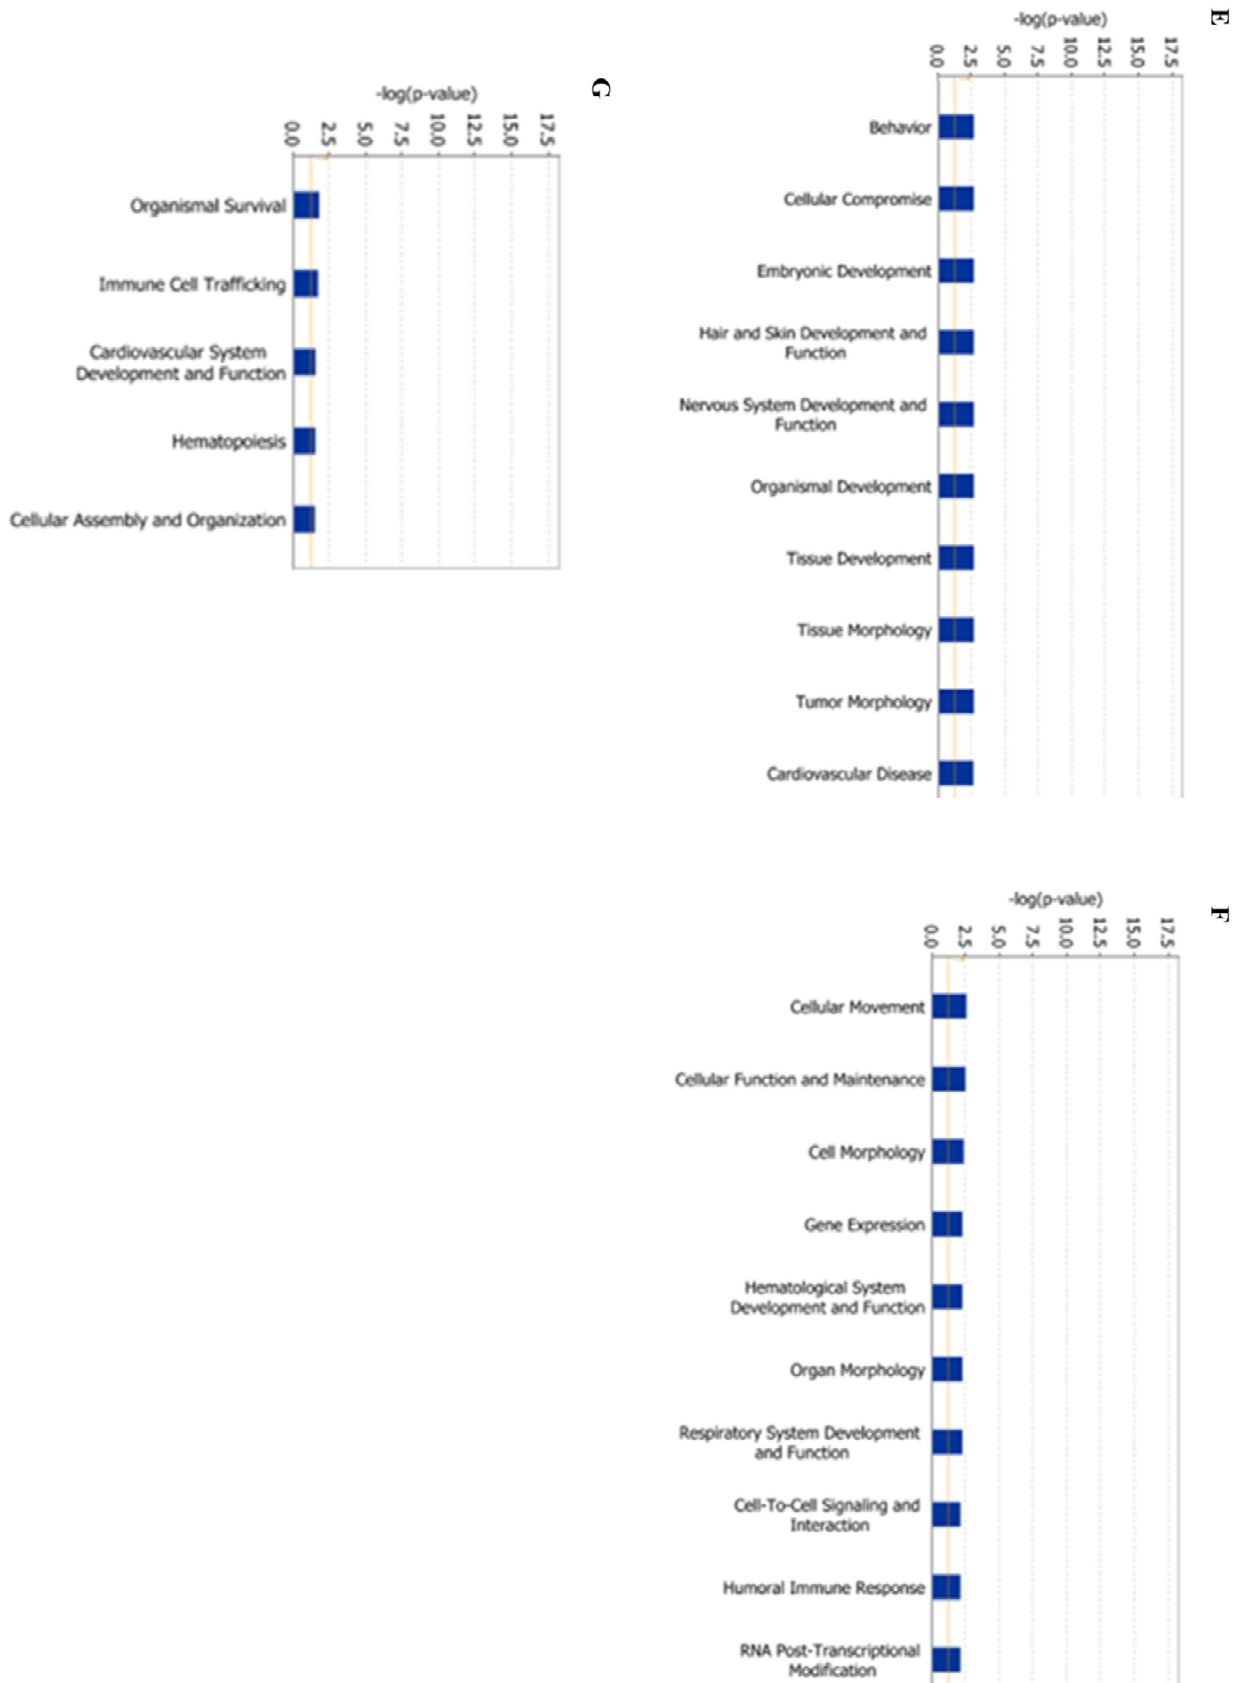 E
-log(p-value)
0.0 2.5 5.0 7.5 10.0 12.5 15.0 17.5
Behavior
Cellular Compromise
Embryonic Development
Hair and Skin Development and
Function
Nervous System Development and
Function
Organismal Development
Tissue Development
Tissue Morphology
Tumor Morphology
Cardiovascular Disease
F
-log(p-value)
0.0 2.5 5.0 7.5 10.0 12.5 15.0 17.5
Cellular Movement
Cellular Function and Maintenance
Cell Morphology
Gene Expression
Hematological System
Development and Function
Organ Morphology
Respiratory System Development
and Function
Cell-To-Cell Signaling and
Interaction
Humoral Immune Response
RNA Post-Transcriptional
Modification
G
-log(p-value)
0.0 2.5 5.0 7.5 10.0 12.5 15.0 17.5
Organismal Survival
Immune Cell Trafficking
Cardiovascular System
Development and Function
Hematopoiesis
Cellular Assembly and Organization